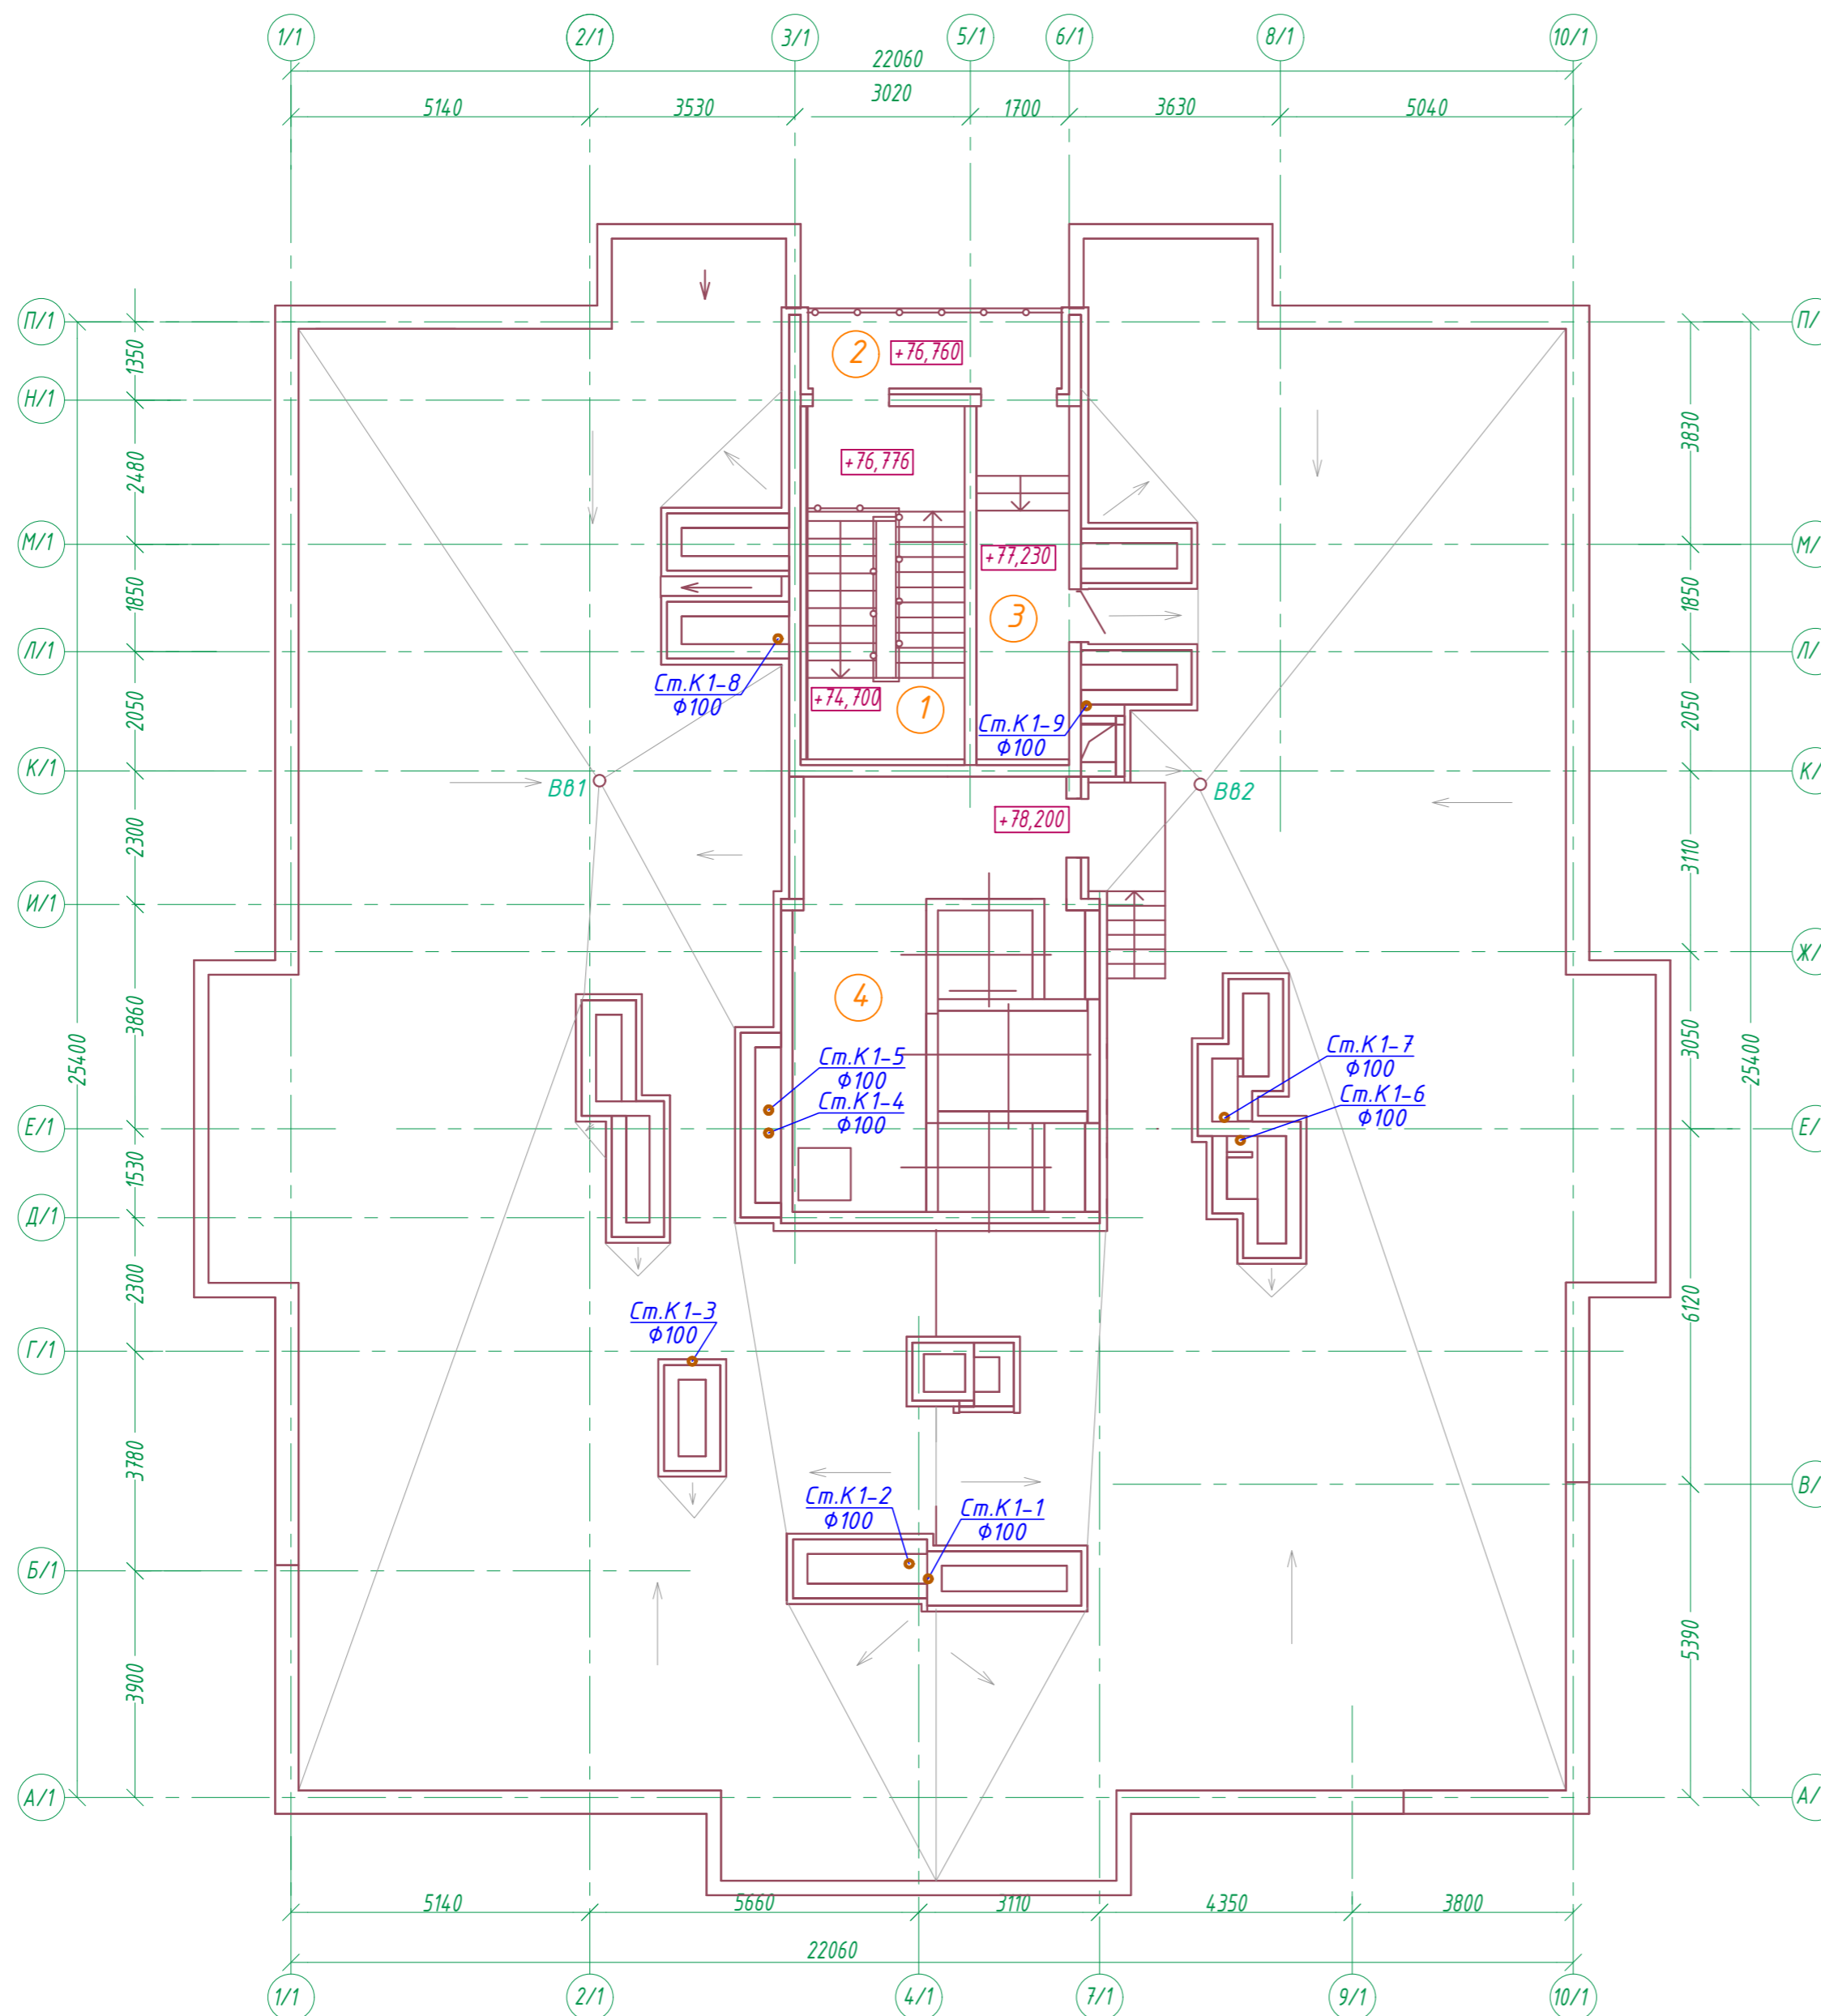 1/1 2/1 3/1 5/1 6/1 8/1 10/1
22060
5140 3530 3020 1700 3630 5040
П/1
Н/1
М/1
Л/1
К/1
И/1
Е/1
Д/1
Г/1
Б/1
А/1
1350
2480
1850
2050
2300
3860
1530
2300
3780
3900
25400
2
+76,760
+76,776
+77,230
3
+74,700
1
Ст.К1-8
Ф100
Ст.К1-9
Ф100
Вв1
Вв2
+78,200
4
Ст.К1-5
Ф100
Ст.К1-4
Ф100
Ст.К1-7
Ф100
Ст.К1-6
Ф100
Ст.К1-3
Ф100
Ст.К1-2
Ф100
Ст.К1-1
Ф100
3830
1850
2050
3110
3050
6120
5390
25400
П/
М/
Л/
К/
Ж/
Е/
В/
А/
5140 5660 3110 4350 3800
22060
1/1 2/1 4/1 7/1 9/1 10/1